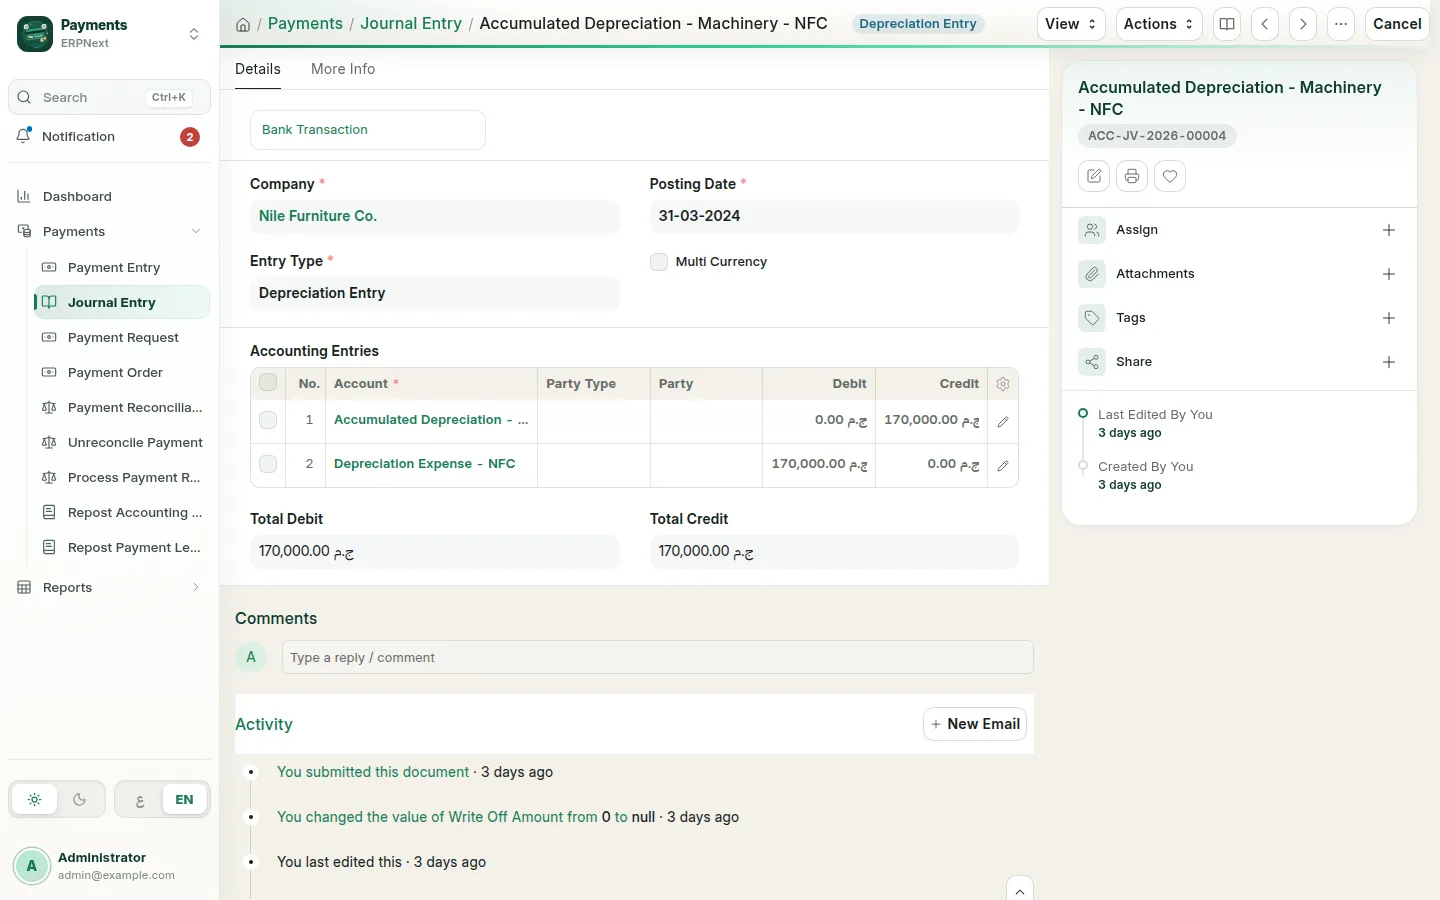 Payments
ERPNext
Search
Ctrl+K
Notification
2
Dashboard
Payments
Payment Entry
Journal Entry
Payment Request
Payment Order
Payment Reconcilia...
Unreconcile Payment
Process Payment R...
Repost Accounting ...
Repost Payment Le...
Reports
ع
EN
A
Administrator
admin@example.com
/ Payments / Journal Entry / Accumulated Depreciation - Machinery - NFC
Depreciation Entry
View
Actions
Cancel
Details
More Info
Bank Transaction
Company *
Nile Furniture Co.
Posting Date *
31-03-2024
Entry Type *
Depreciation Entry
Multi Currency
Accounting Entries
No. Account * Party Type Party Debit Credit
1 Accumulated Depreciation - ... 0.00 ج.م 170,000.00 ج.م
2 Depreciation Expense - NFC 170,000.00 ج.م 0.00 ج.م
Total Debit
170,000.00 ج.م
Total Credit
170,000.00 ج.م
Comments
A
Type a reply / comment
Activity
New Email
You submitted this document · 3 days ago
You changed the value of Write Off Amount from 0 to null · 3 days ago
You last edited this · 3 days ago
Accumulated Depreciation - Machinery
- NFC
ACC-JV-2026-00004
Assign
Attachments
Tags
Share
Last Edited By You
3 days ago
Created By You
3 days ago